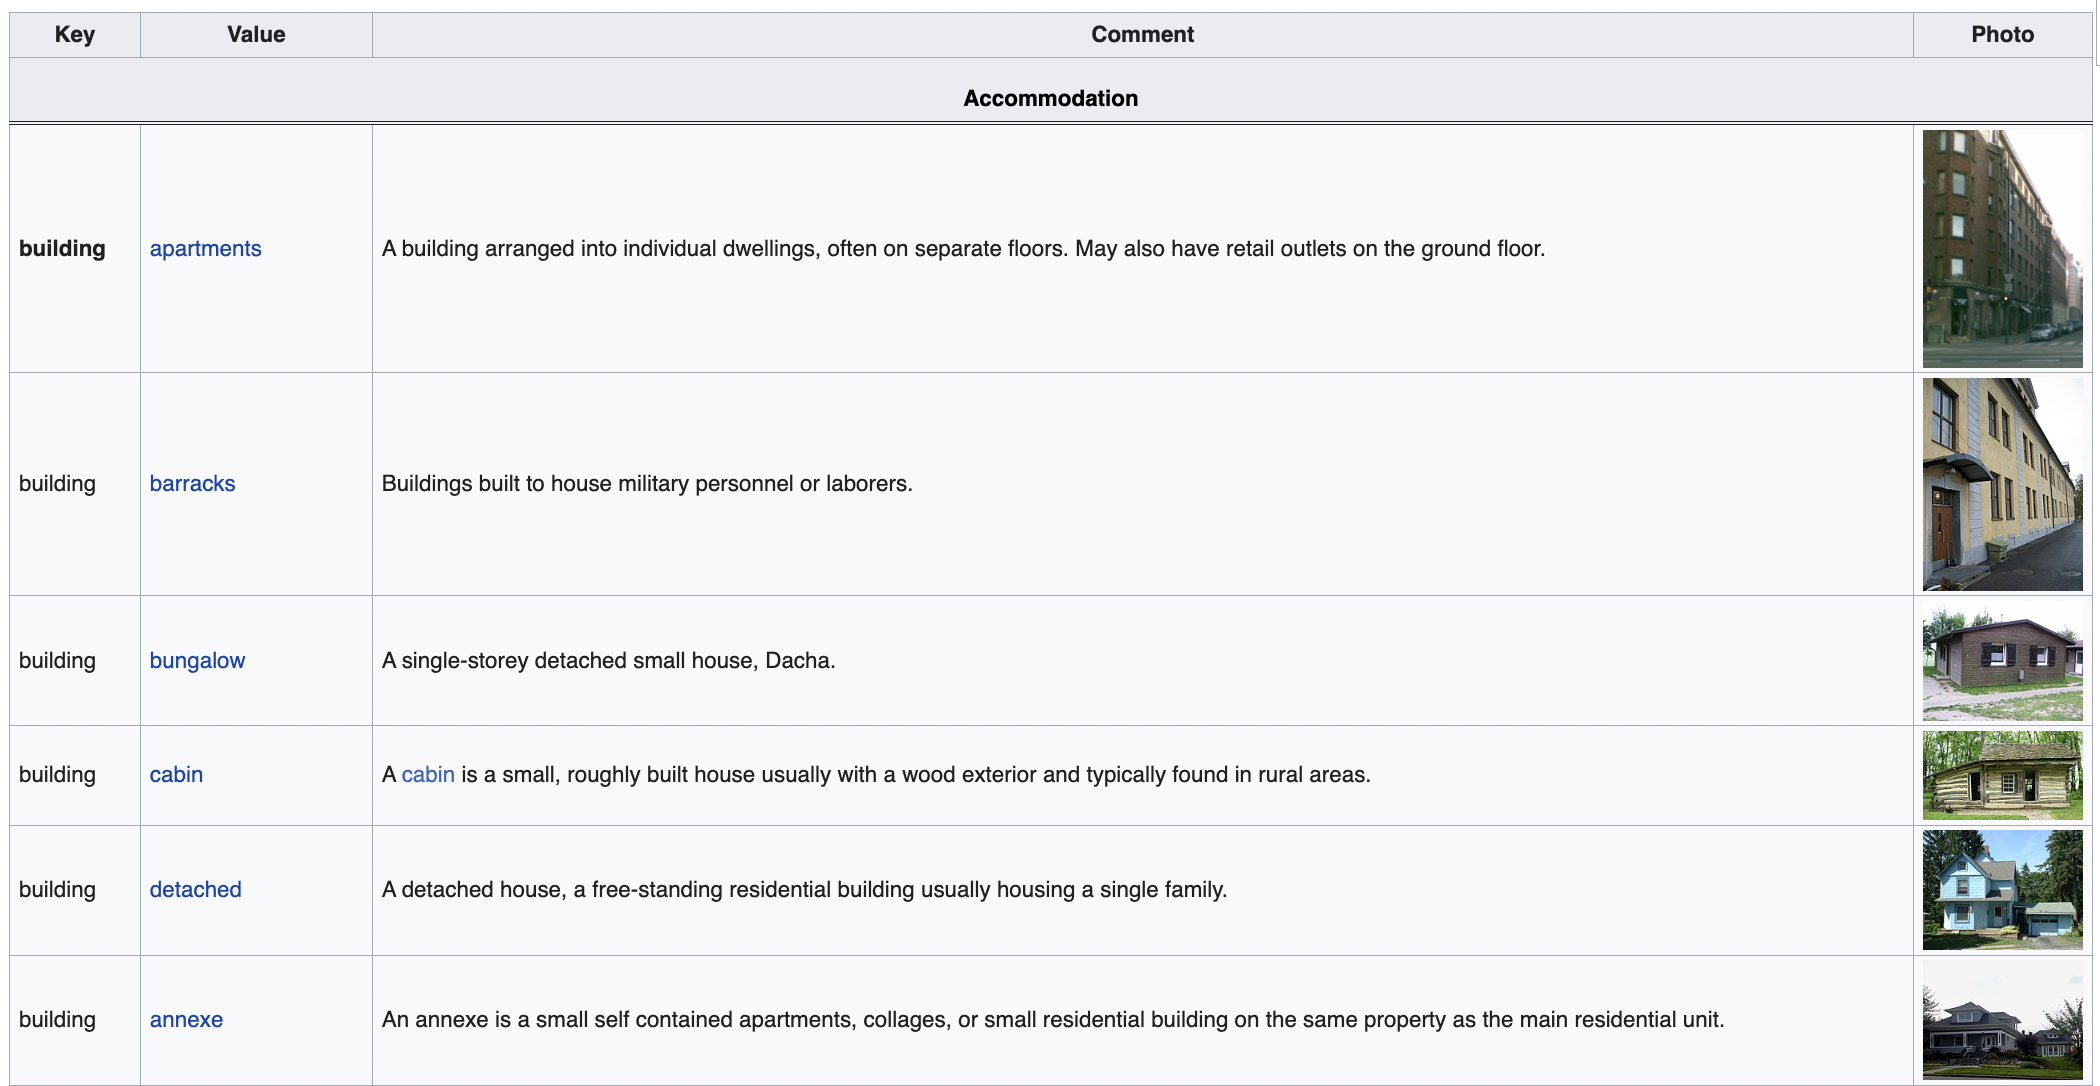 Key Value Comment Photo
Accommodation
building apartments A building arranged into individual dwellings, often on separate floors. May also have retail outlets on the ground floor.
building barracks Buildings built to house military personnel or laborers.
building bungalow A single-storey detached small house, Dacha.
building cabin A cabin is a small, roughly built house usually with a wood exterior and typically found in rural areas.
building detached A detached house, a free-standing residential building usually housing a single family.
building annexe An annexe is a small self contained apartments, collages, or small residential building on the same property as the main residential unit.